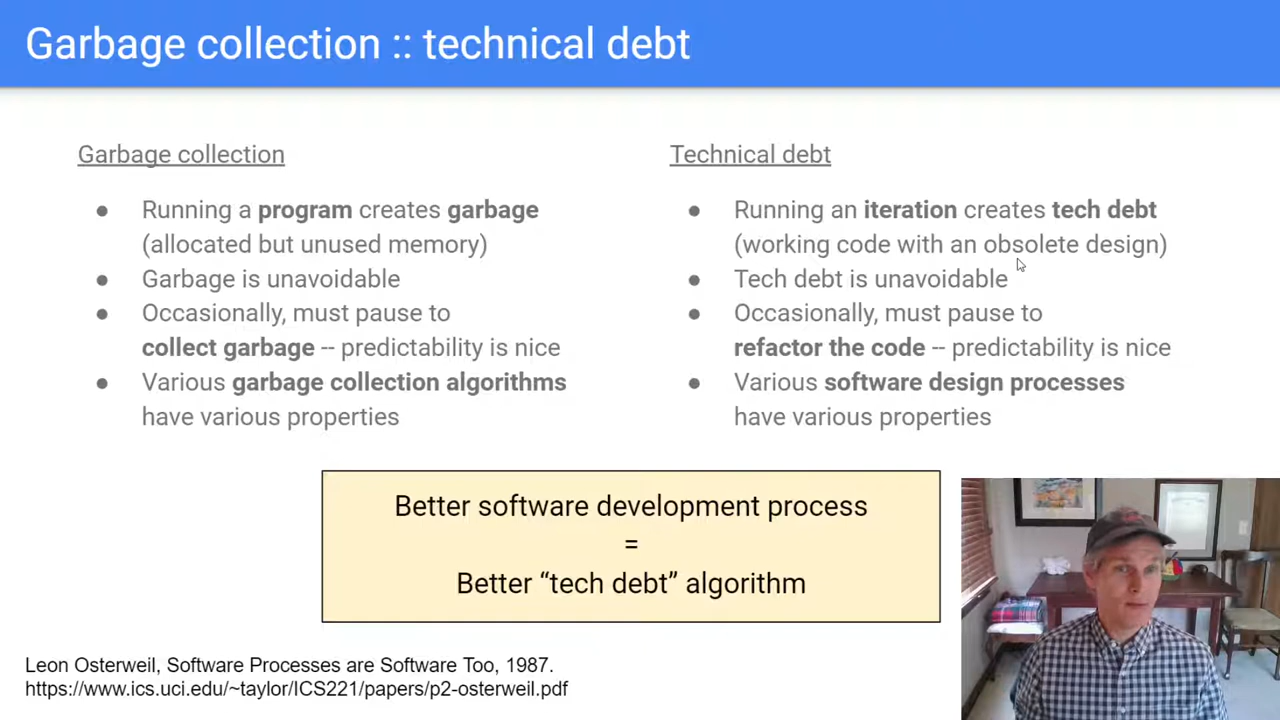 Garbage collection :: technical debt
Garbage collection
● Running a program creates garbage
(allocated but unused memory)
● Garbage is unavoidable
● Occasionally, must pause to
collect garbage -- predictability is nice
● Various garbage collection algorithms
have various properties
Technical debt
● Running an iteration creates tech debt
(working code with an obsolete design)
● Tech debt is unavoidable
● Occasionally, must pause to
refactor the code -- predictability is nice
● Various software design processes
have various properties
Better software development process
=
Better “tech debt” algorithm
Leon Osterweil, Software Processes are Software Too, 1987.
https://www.ics.uci.edu/~taylor/ICS221/papers/p2-osterweil.pdf